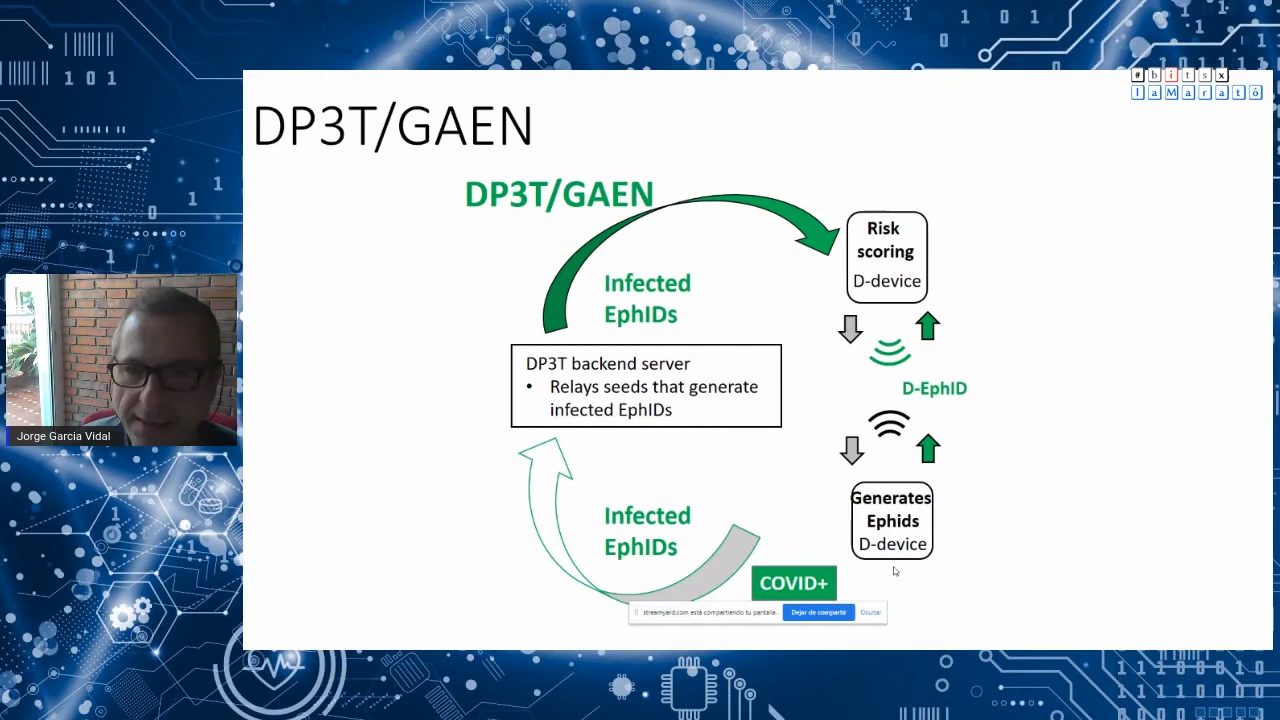 #bitsx
laMarató
DP3T/GAEN
DP3T/GAEN
Risk
scoring
D-device
Infected
EphIDs
DP3T backend server
• Relays seeds that generate
infected EphIDs
D-EphID
Jorge Garcia Vidal
Generates
Ephids
D-device
Infected
EphIDs
COVID+
streamyard.com está compartiendo tu pantalla.
Dejar de compartir
Ocultar